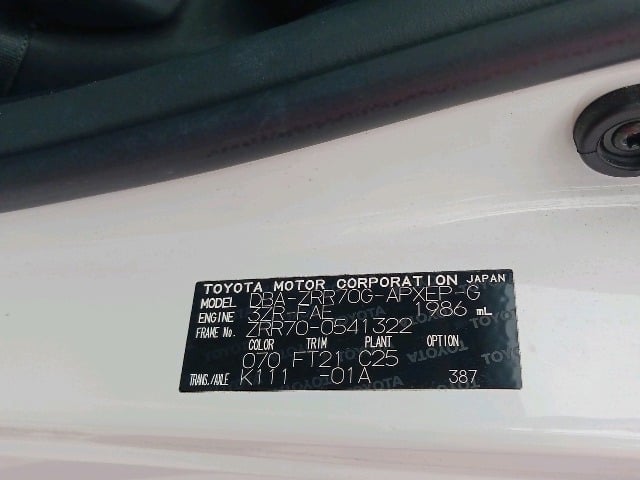 TOYOTA MOTOR CORPORATION JAPAN
MODEL DBA-ZRR70G-APXEP-G
ENGINE 3ZR-FAE 1986 mL
FRAME No. ZRR70-0541322
COLOR TRIM PLANT OPTION
070 FT21 C25
TRANS./AXLE K111 -01A 387